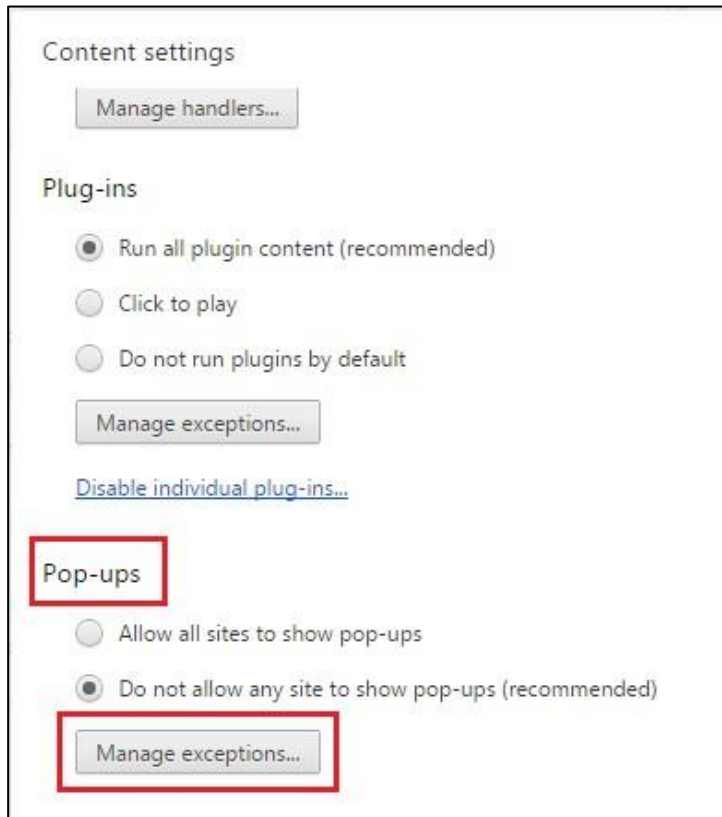 Content settings
Manage handlers...
Plug-ins
Run all plugin content (recommended)
Click to play
Do not run plugins by default
Manage exceptions...
Disable individual plug-ins...
Pop-ups
Allow all sites to show pop-ups
Do not allow any site to show pop-ups (recommended)
Manage exceptions...